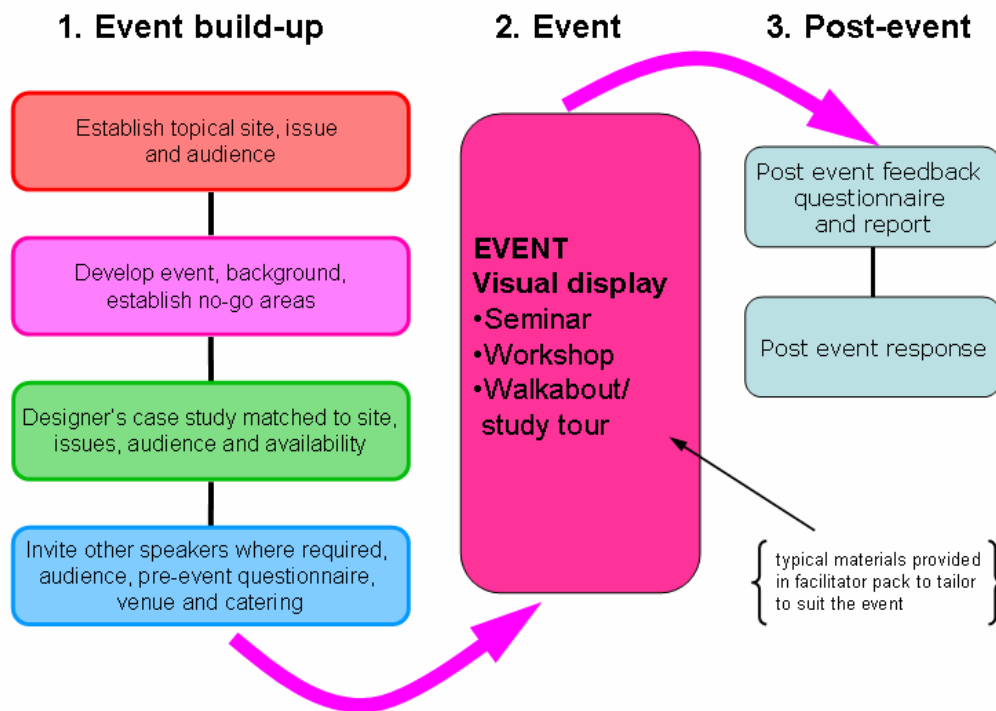 1. Event build-up
Establish topical site, issue
and audience
Develop event, background,
establish no-go areas
Designer's case study matched to site,
issues, audience and availability
Invite other speakers where required,
audience, pre-event questionnaire,
venue and catering
2. Event
EVENT
Visual display
•Seminar
•Workshop
•Walkabout/
study tour
3. Post-event
Post event feedback
questionnaire
and report
Post event response
typical materials provided
in facilitator pack to tailor
to suit the event